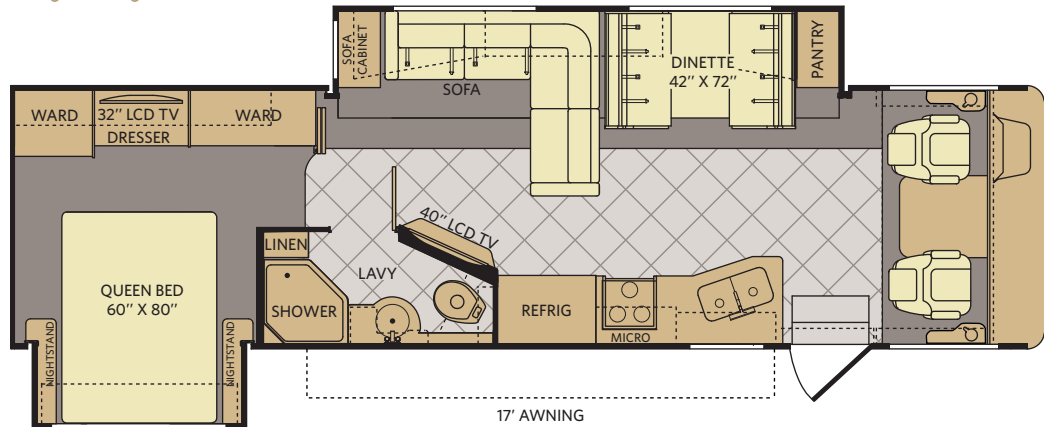 SOFA
CABINET
SOFA
DINETTE
42" X 72"
PANTRY
WARD
32" LCD TV
DRESSER
WARD
40" LCD TV
LINEN
LAVY
SHOWER
QUEEN BED
60" X 80"
NIGHTSTAND
NIGHTSTAND
REFRIG
MICRO
17' AWNING